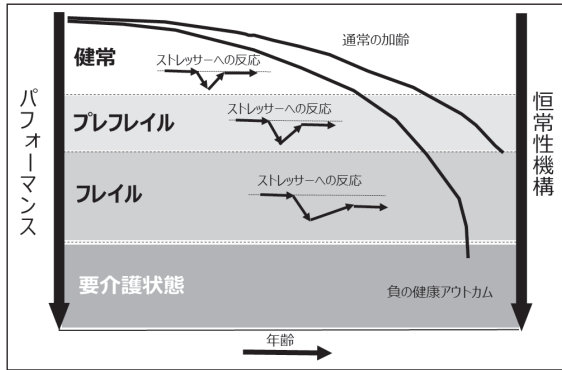 健常
ストレッサーへの反応
通常の加齢
プレフレイル
ストレッサーへの反応
フレイル
ストレッサーへの反応
要介護状態
負の健康アウトカム
パフォーマンス
恒常性機構
年齢